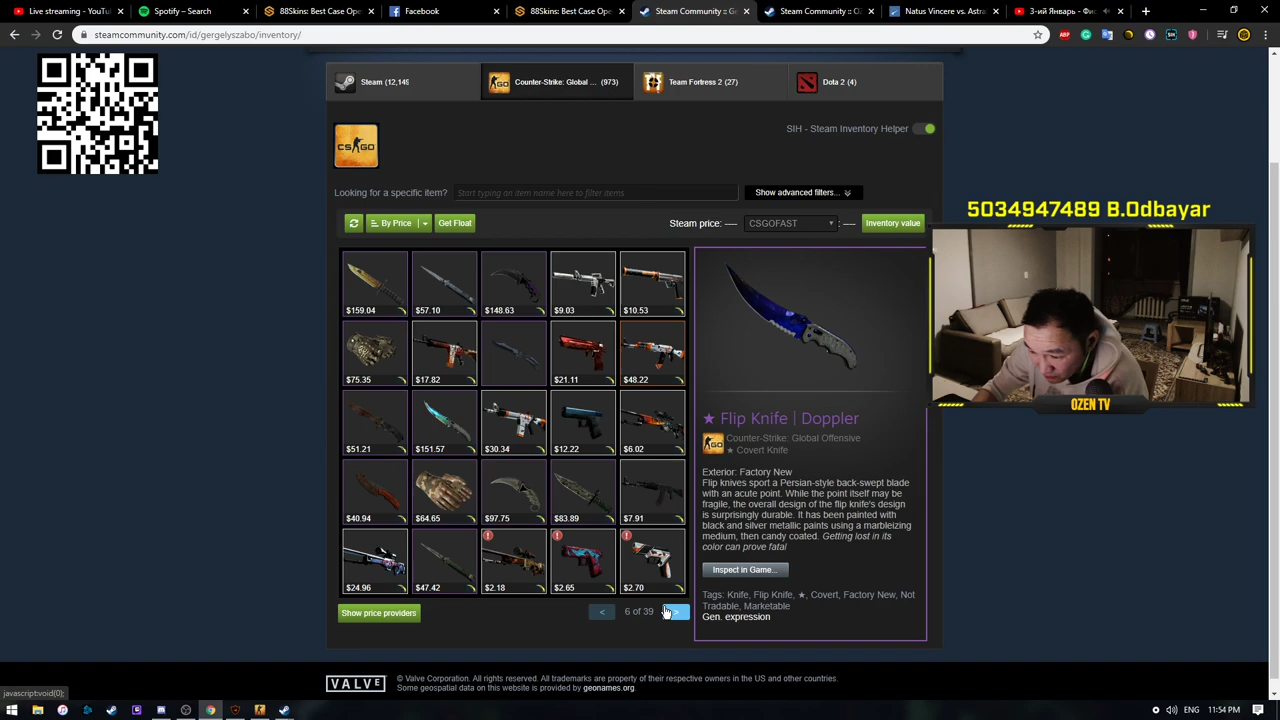 Live streaming - YouTu
Spotify – Search
88Skins: Best Case Ope
Facebook
88Skins: Best Case Ope
Steam Community :: Ge
Steam Community :: OZ
Natus Vincere vs. Astra
3-ий Январь - Фи
steamcommunity.com/id/gergelyszabo/inventory/
Steam (12,149
Counter-Strike: Global ... (973)
Team Fortress 2 (27)
Dota 2 (4)
CS GO
SIH - Steam Inventory Helper
Looking for a specific item?
Start typing an item name here to filter items
Show advanced filters...
5034947489 B.Odbayar
By Price
Get Float
Steam price: —
CSGOFAST
: —
Inventory value
$159.04
$57.10
$148.63
$9.03
$10.53
$75.35
$17.82
$21.11
$48.22
$51.21
$151.57
$30.34
$12.22
$6.02
$40.94
$64.65
$97.75
$83.89
$7.91
$24.96
$47.42
$2.18
$2.65
$2.70
OZEN TV
★ Flip Knife | Doppler
Counter-Strike: Global Offensive
★ Covert Knife
Exterior: Factory New
Flip knives sport a Persian-style back-swept blade
with an acute point. While the point itself may be
fragile, the overall design of the flip knife's design
is surprisingly durable. It has been painted with
black and silver metallic paints using a marbleizing
medium, then candy coated. Getting lost in its
color can prove fatal
Inspect in Game...
Tags: Knife, Flip Knife, ★, Covert, Factory New, Not
Tradable, Marketable
Gen. expression
Show price providers
<
6 of 39
>
VALVE
© Valve Corporation. All rights reserved. All trademarks are property of their respective owners in the US and other countries.
Some geospatial data on this website is provided by geonames.org.
javascript:void(0);
ENG
11:54 PM